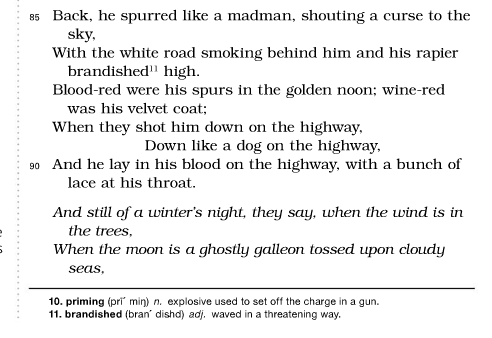 85 Back, he spurred like a madman, shouting a curse to the
sky,
With the white road smoking behind him and his rapier
brandished¹¹ high.
Blood-red were his spurs in the golden noon; wine-red
was his velvet coat;
When they shot him down on the highway,
Down like a dog on the highway,
90 And he lay in his blood on the highway, with a bunch of
lace at his throat.
And still of a winter's night, they say, when the wind is in
the trees,
When the moon is a ghostly galleon tossed upon cloudy
seas,
10. priming (prī´ miŋ) n. explosive used to set off the charge in a gun.
11. brandished (bran´ dishd) adj. waved in a threatening way.